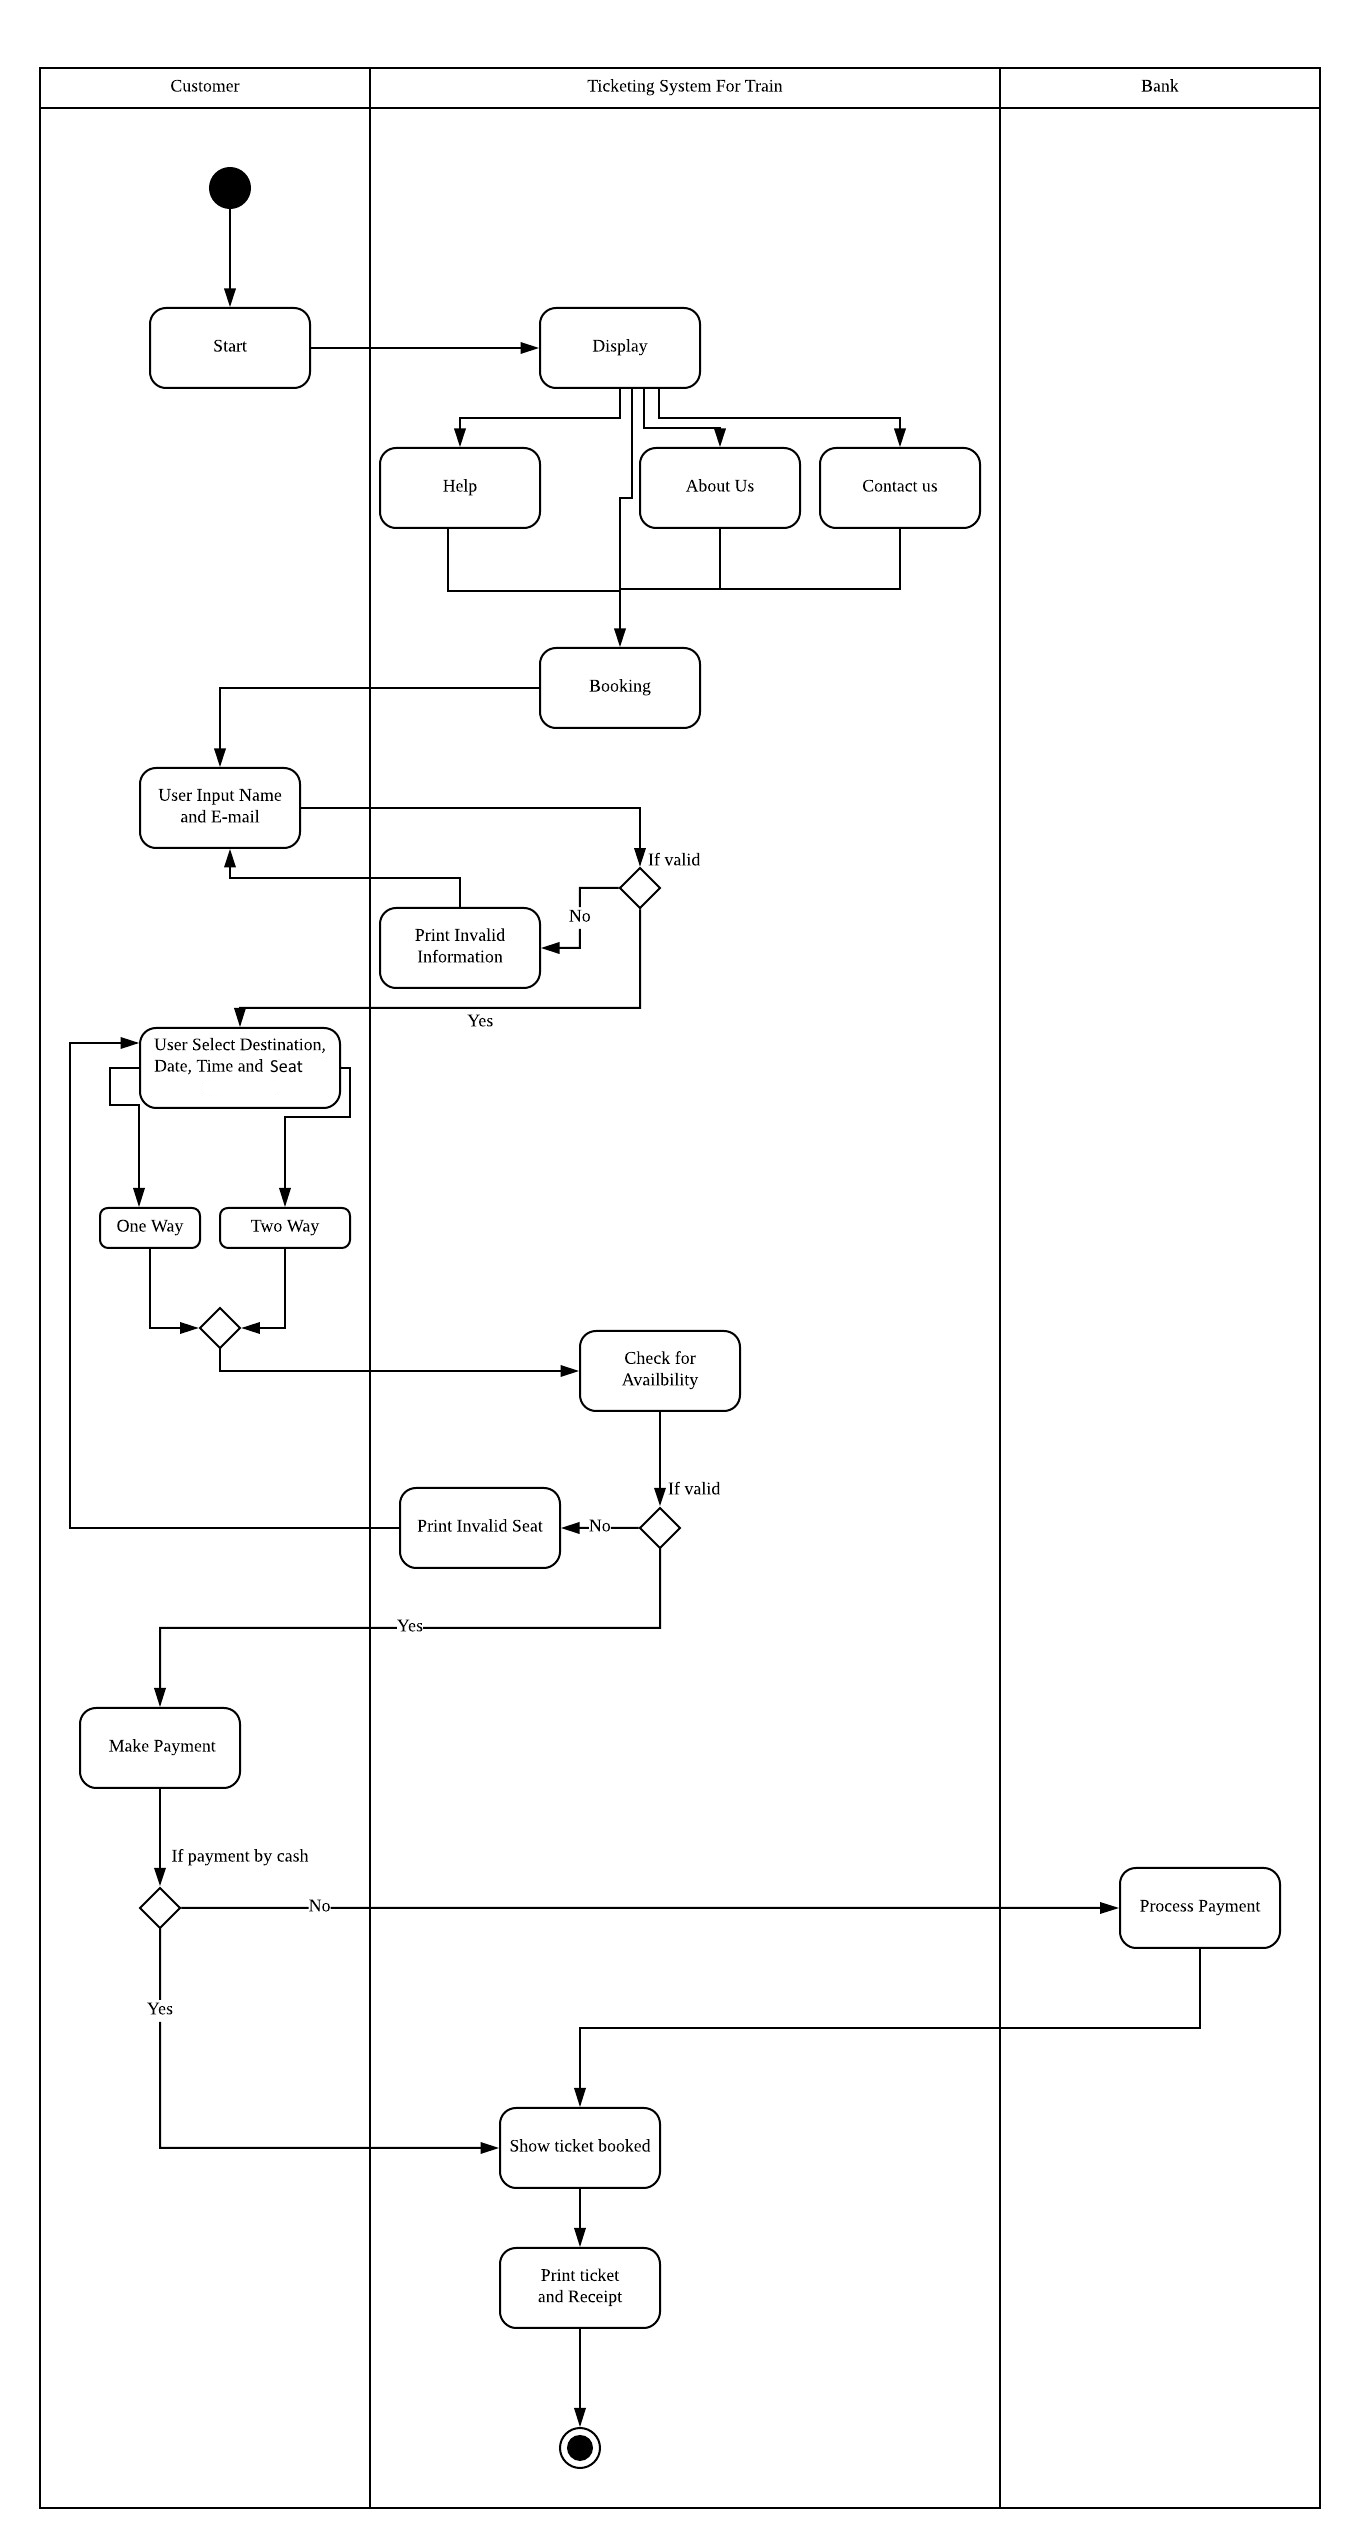 Customer
Ticketing System For Train
Bank
Start
Display
Help
About Us
Contact us
Booking
User Input Name
and E-mail
If valid
No
Print Invalid
Information
Yes
User Select Destination,
Date, Time and Seat
One Way
Two Way
Check for
Availbility
If valid
Print Invalid Seat
No
Yes
Make Payment
If payment by cash
No
Process Payment
Yes
Show ticket booked
Print ticket
and Receipt